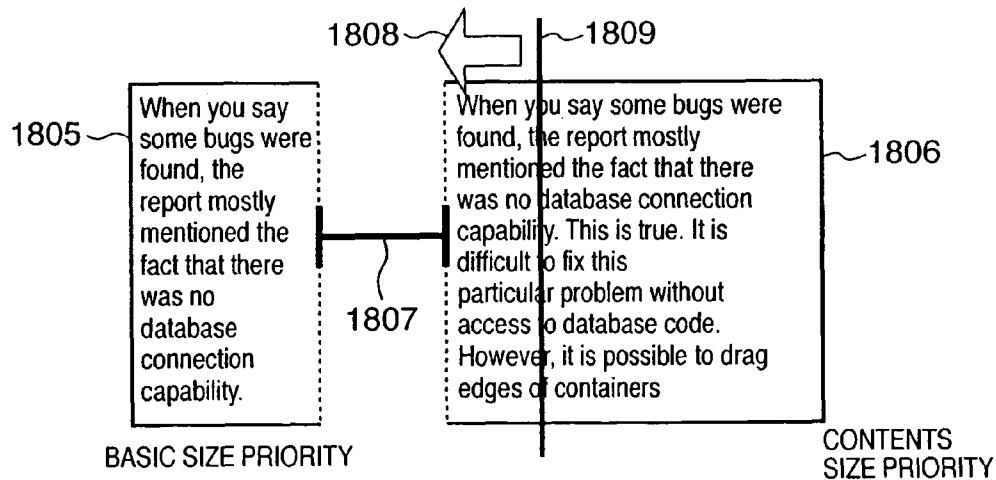 1808
1809
1805
When you say
some bugs were
found, the
report mostly
mentioned the
fact that there
was no
database
connection
capability.
1807
When you say some bugs were
found, the report mostly
mentioned the fact that there
was no database connection
capability. This is true. It is
difficult to fix this
particular problem without
access to database code.
However, it is possible to drag
edges of containers
1806
BASIC SIZE PRIORITY
CONTENTS
SIZE PRIORITY